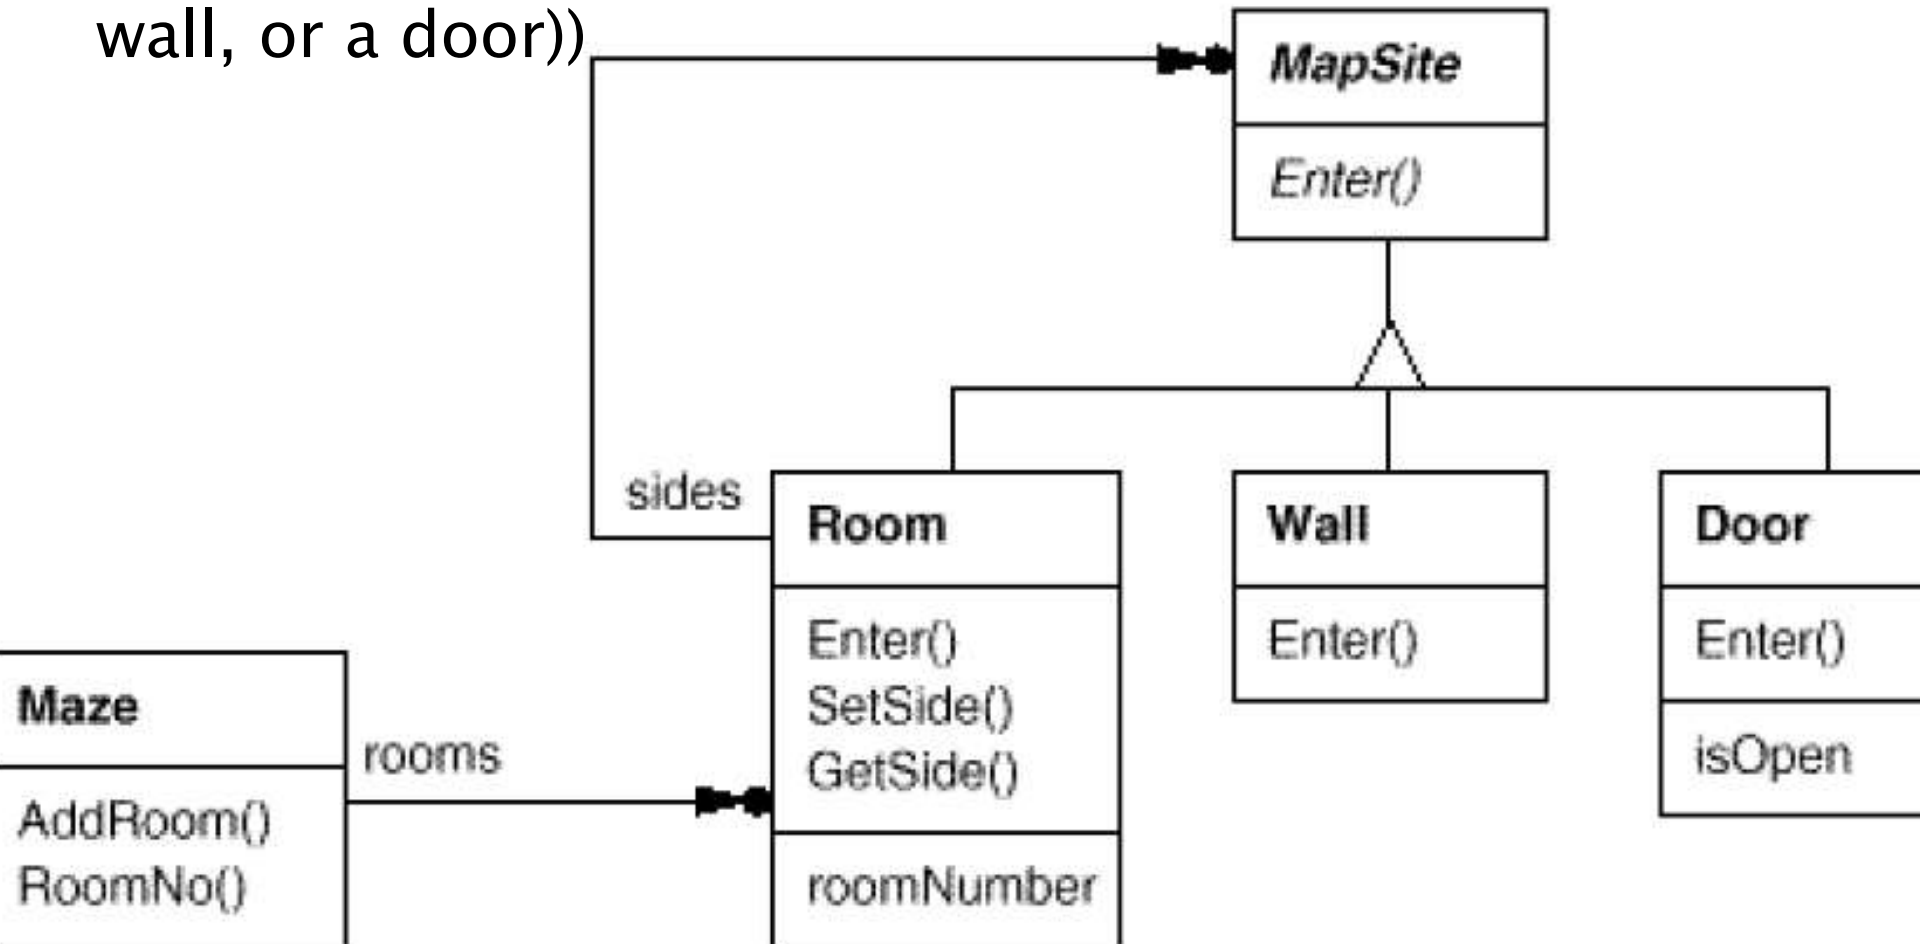 wall, or a door))
MapSite
Enter()
sides
Room
Enter()
SetSide()
GetSide()
roomNumber
Wall
Enter()
Door
Enter()
isOpen
Maze
AddRoom()
RoomNo()
rooms